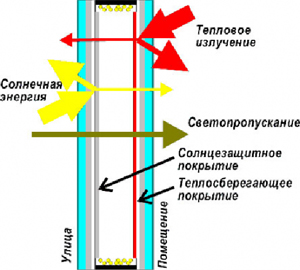 Тепловое
излучение
Солнечная
энергия
Светопропускание
Солнцезащитное
покрытие
Теплосберегающее
покрытие
Улица
Помещение